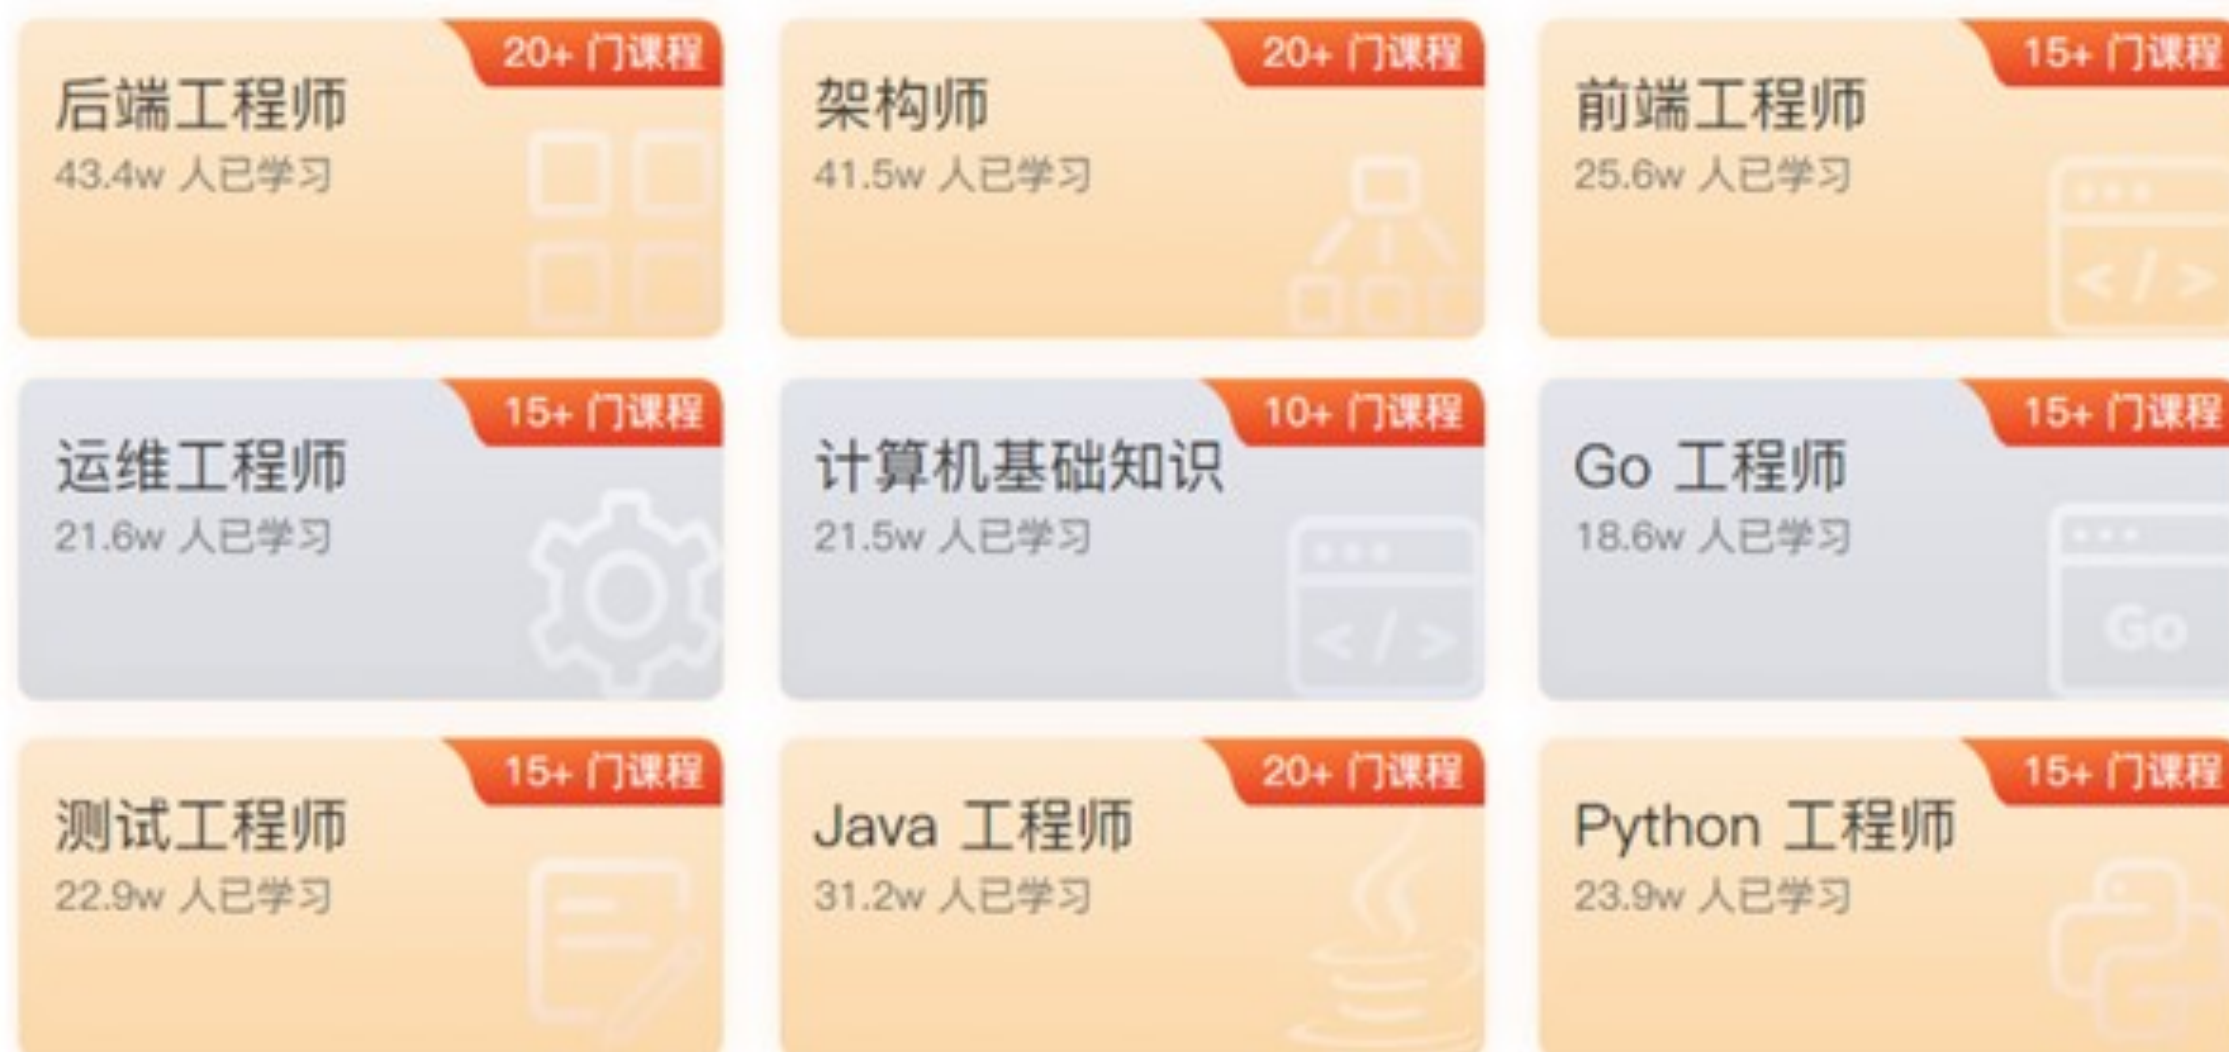 20+ 门课程
后端工程师
43.4w 人已学习
20+ 门课程
架构师
41.5w 人已学习
15+ 门课程
前端工程师
25.6w 人已学习
</>
15+ 门课程
运维工程师
21.6w 人已学习
10+ 门课程
计算机基础知识
21.5w 人已学习
</>
15+ 门课程
Go 工程师
18.6w 人已学习
Go
15+ 门课程
测试工程师
22.9w 人已学习
20+ 门课程
Java 工程师
31.2w 人已学习
15+ 门课程
Python 工程师
23.9w 人已学习